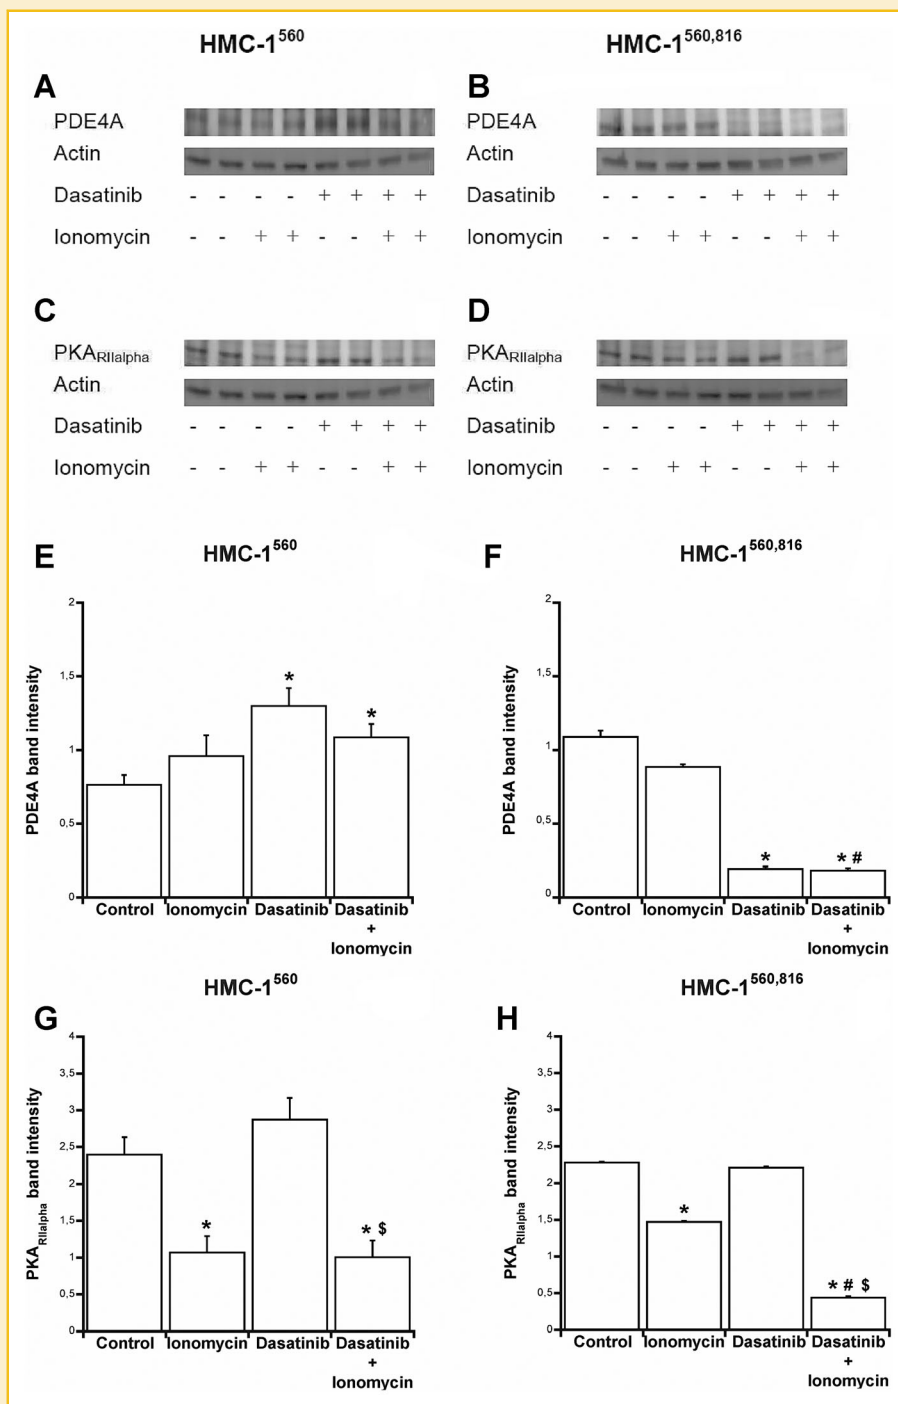 HMC-1560 HMC-1560,816
A B
PDE4A PDE4A
Actin Actin
Dasatinib - - - - + + + + Dasatinib - - - - + + + +
Ionomycin - - + + - - + + Ionomycin - - + + - - + +
C D
PKARIIalpha PKARIIalpha
Actin Actin
Dasatinib - - - - + + + + Dasatinib - - - - + + + +
Ionomycin - - + + - - + + Ionomycin - - + + - - + +
E HMC-1560
PDE4A band intensity
2
1,5
1
0,5
0
* *
Control Ionomycin Dasatinib Dasatinib
+
Ionomycin
F HMC-1560,816
PDE4A band intensity
2
1,5
1
0,5
0
* * #
Control Ionomycin Dasatinib Dasatinib
+
Ionomycin
G HMC-1560
PKARIIalpha band intensity
4
3,5
3
2,5
2
1,5
1
0,5
0
* * $
Control Ionomycin Dasatinib Dasatinib
+
Ionomycin
H HMC-1560,816
PKARIIalpha band intensity
4
3,5
3
2,5
2
1,5
1
0,5
0
* * # $
Control Ionomycin Dasatinib Dasatinib
+
Ionomycin